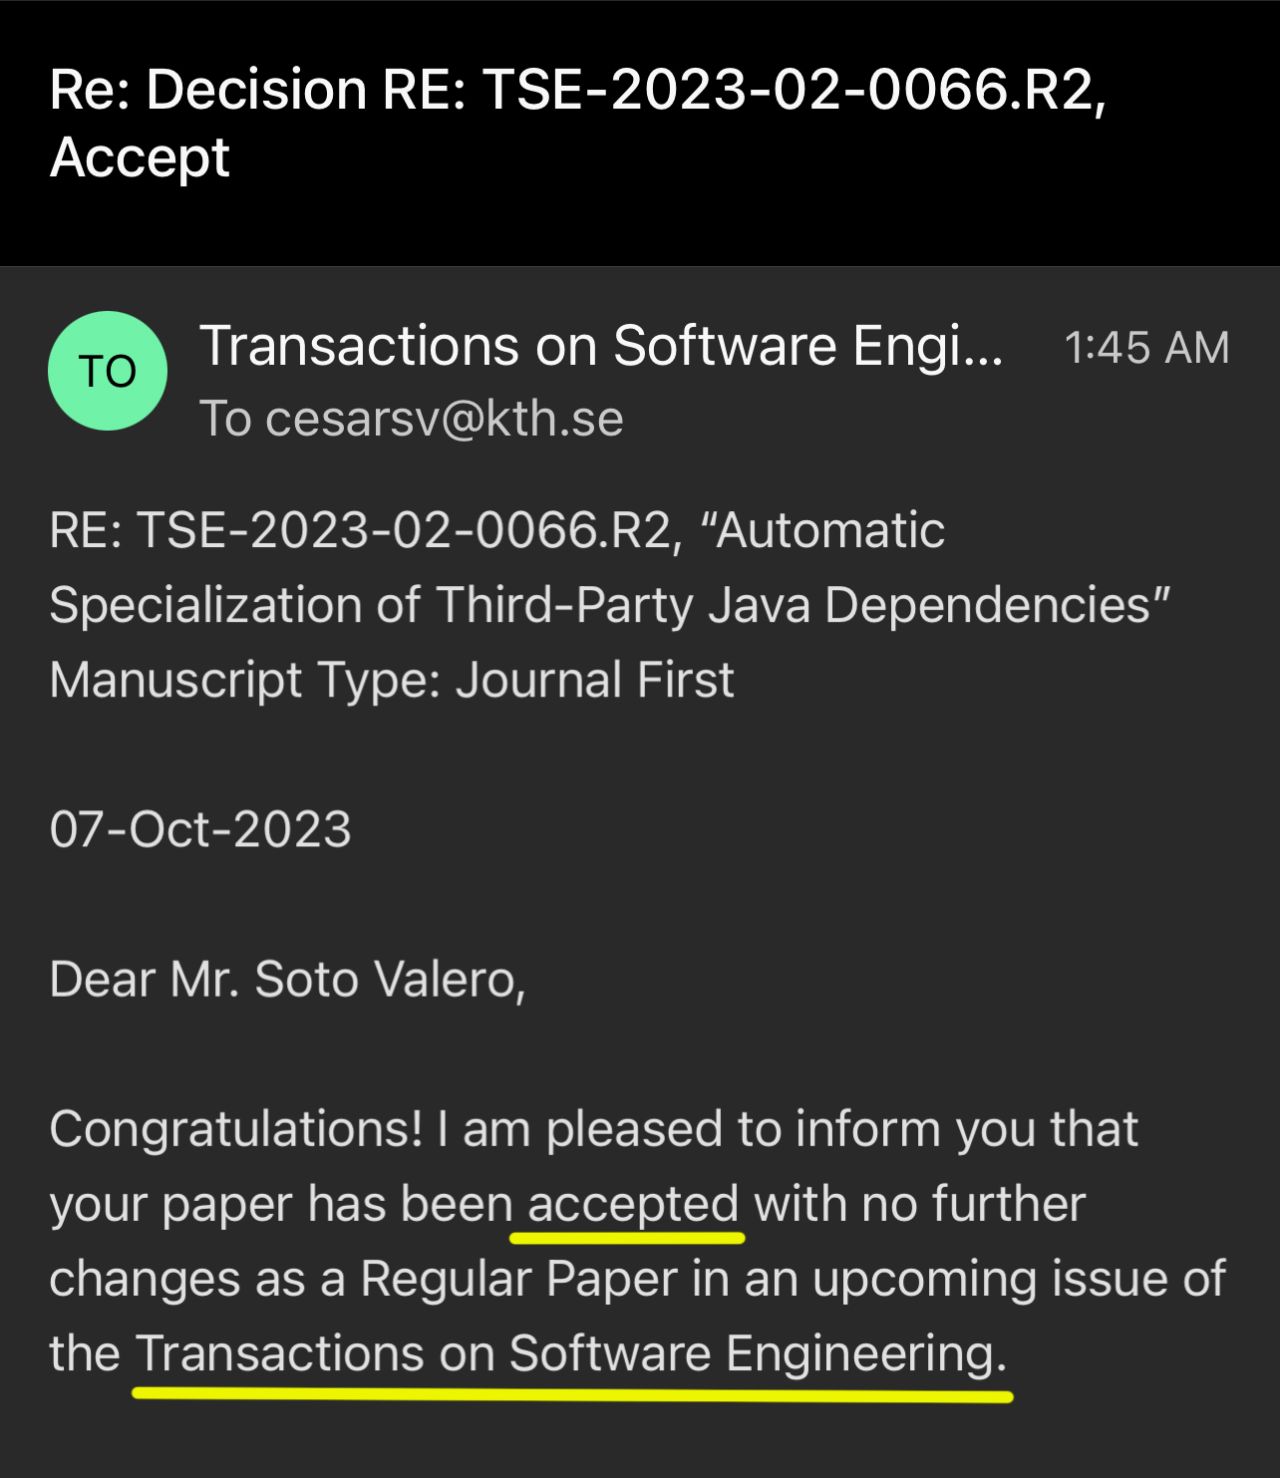 Re: Decision RE: TSE-2023-02-0066.R2,
Accept
TO
Transactions on Software Engi...
1:45 AM
To cesarsv@kth.se
RE: TSE-2023-02-0066.R2, “Automatic
Specialization of Third-Party Java Dependencies”
Manuscript Type: Journal First
07-Oct-2023
Dear Mr. Soto Valero,
Congratulations! I am pleased to inform you that
your paper has been accepted with no further
changes as a Regular Paper in an upcoming issue of
the Transactions on Software Engineering.